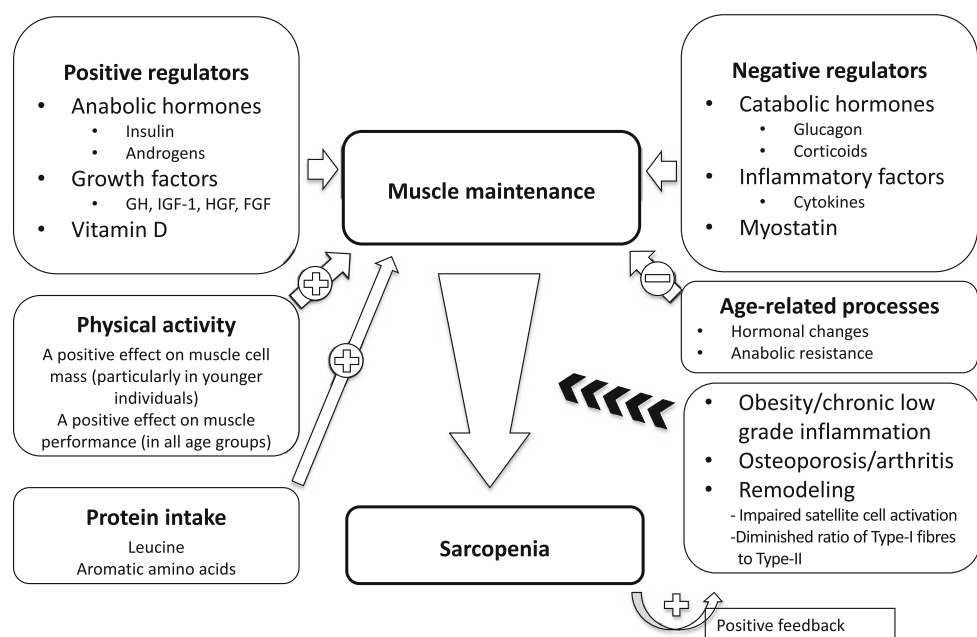 Positive regulators
• Anabolic hormones
• Insulin
• Androgens
• Growth factors
• GH, IGF-1, HGF, FGF
• Vitamin D
Muscle maintenance
Negative regulators
• Catabolic hormones
• Glucagon
• Corticoids
• Inflammatory factors
• Cytokines
• Myostatin
Physical activity
A positive effect on muscle cell
mass (particularly in younger
individuals)
A positive effect on muscle
performance (in all age groups)
Age-related processes
• Hormonal changes
• Anabolic resistance
• Obesity/chronic low
grade inflammation
• Osteoporosis/arthritis
• Remodeling
- Impaired satellite cell activation
-Diminished ratio of Type-I fibres
to Type-II
Protein intake
Leucine
Aromatic amino acids
Sarcopenia
Positive feedback